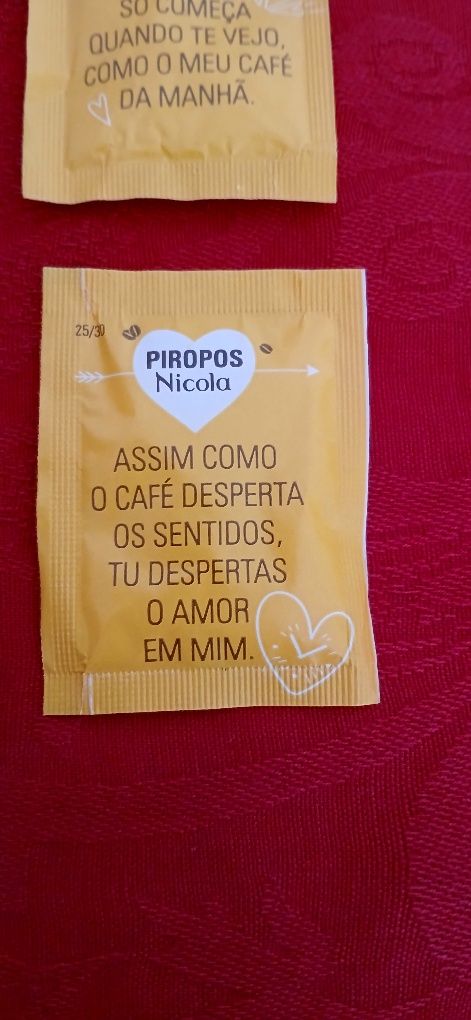 SÓ COMEÇA
QUANDO TE VEJO,
COMO O MEU CAFÉ
DA MANHÃ.
25/30
PIROPOS
Nicola
ASSIM COMO
O CAFÉ DESPERTA
OS SENTIDOS,
TU DESPERTAS
O AMOR
EM MIM.